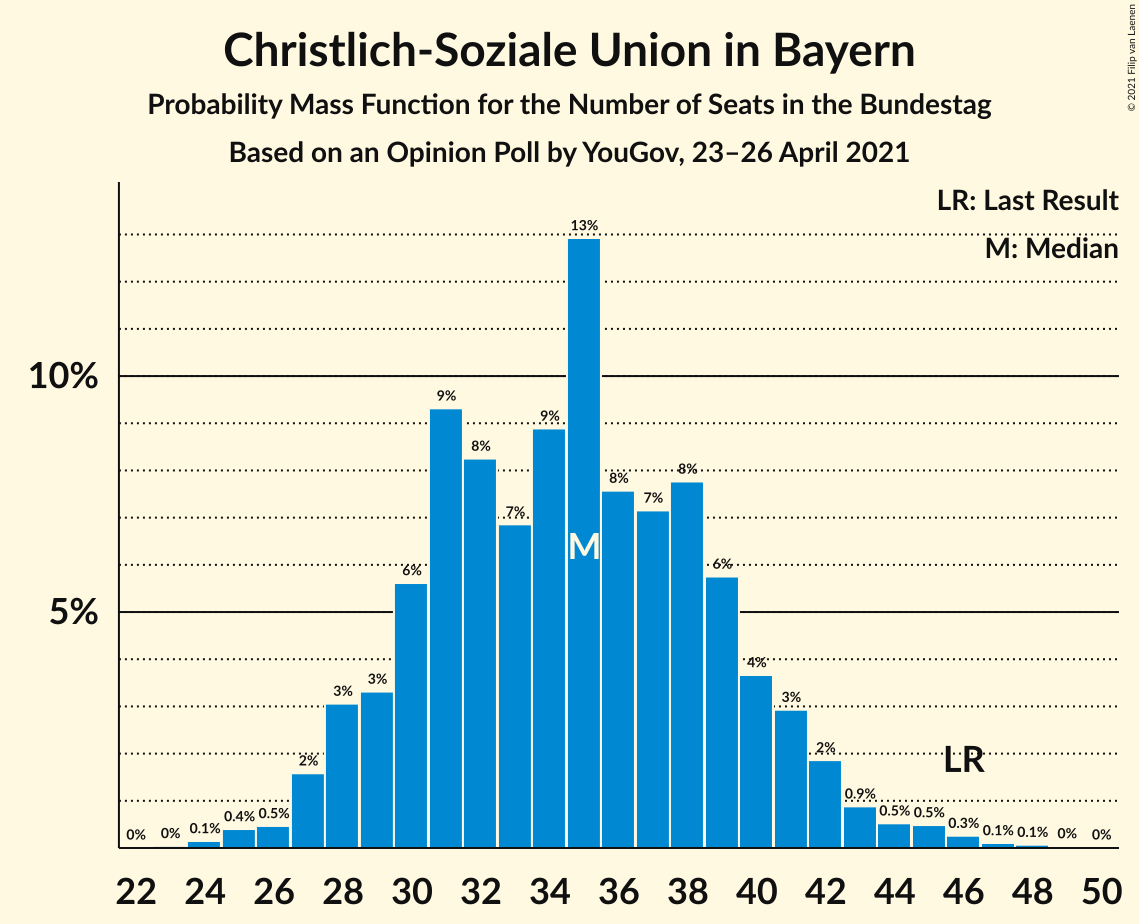 Christlich-Soziale Union in Bayern
Probability Mass Function for the Number of Seats in the Bundestag
Based on an Opinion Poll by YouGov, 23–26 April 2021
© 2021 Filip van Laenen
LR: Last Result
M: Median
10%
5%
0% 0% 0.1% 0.4% 0.5% 2% 3% 3% 6% 9% 8% 7% 9% 13% 8% 7% 8% 6% 4% 3% 2% 0.9% 0.5% 0.5% 0.3% 0.1% 0.1% 0% 0%
M
LR
22 24 26 28 30 32 34 36 38 40 42 44 46 48 50